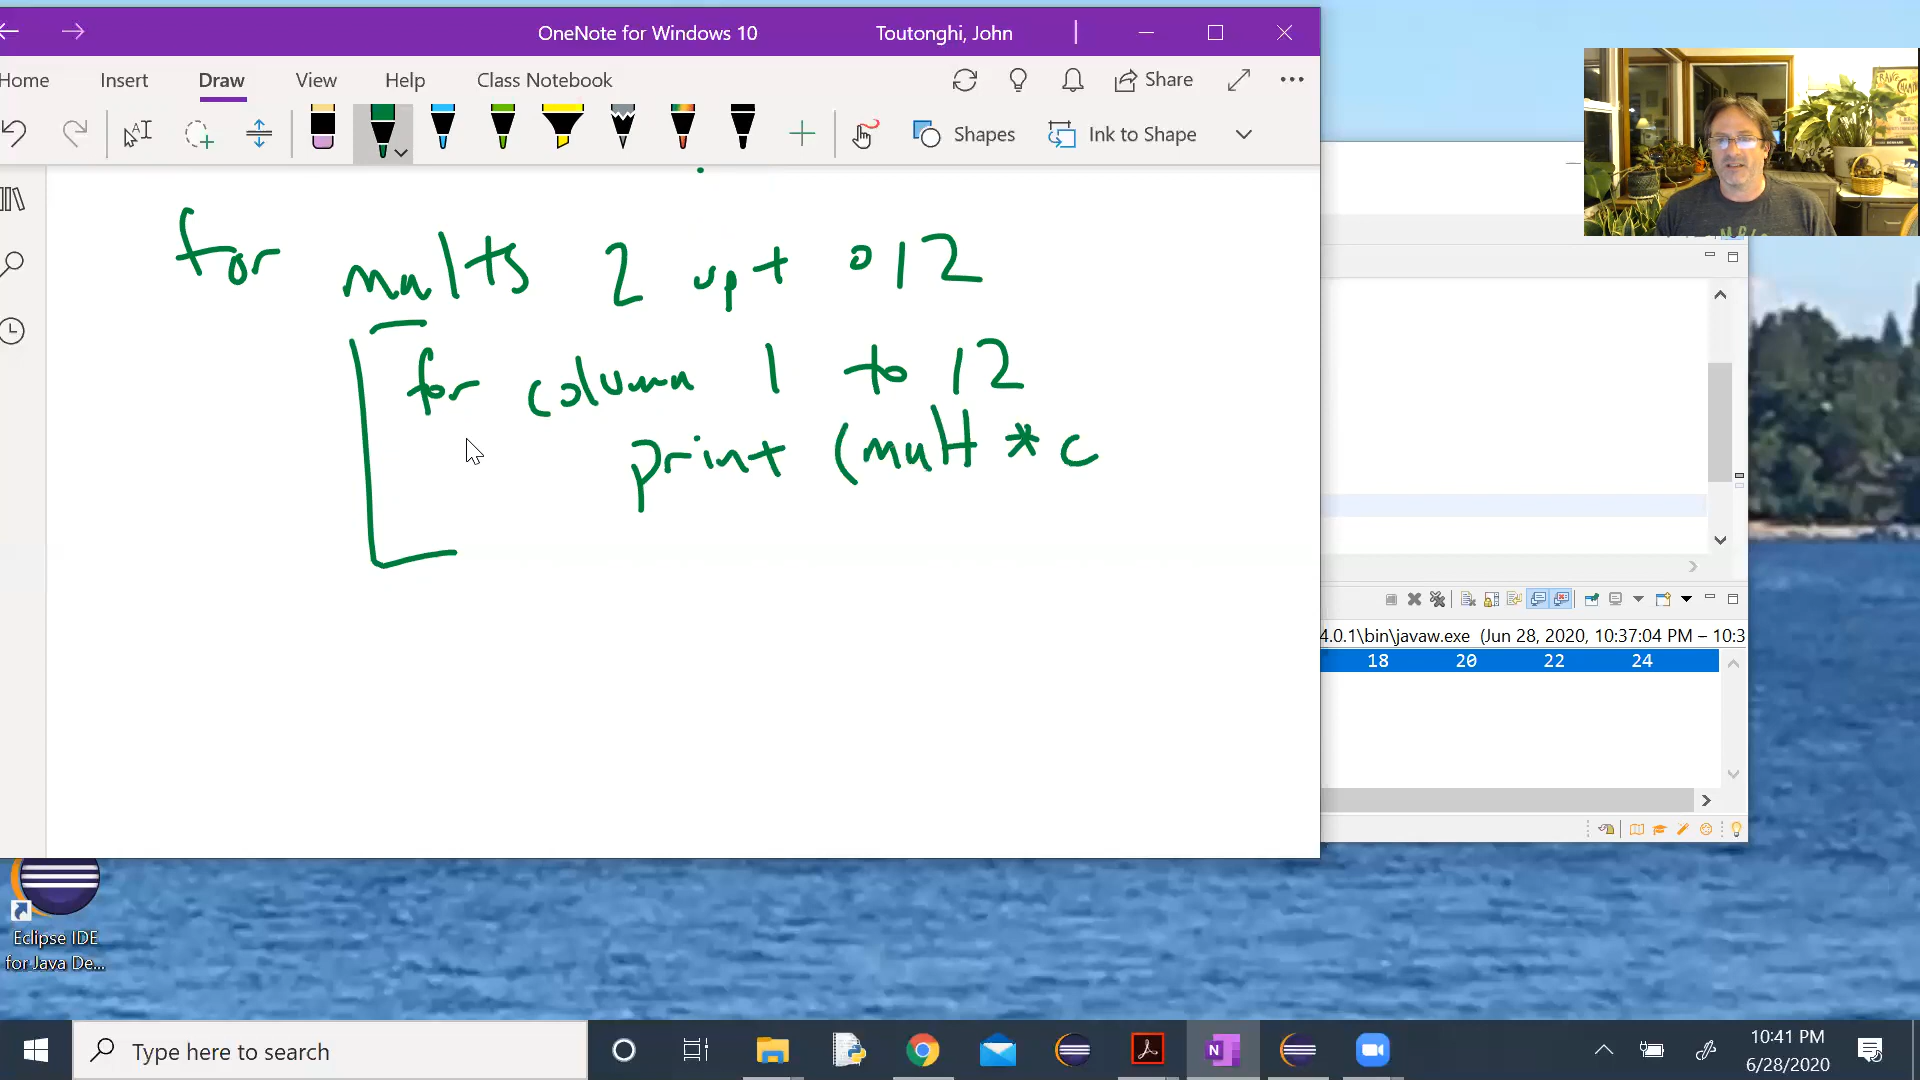 OneNote for Windows 10 Toutonghi, John
Home Insert Draw View Help Class Notebook Share
Shapes Ink to Shape
for mults 2 upt o 12
for column 1 to 12
print (mult * c
4.0.1\bin\javaw.exe (Jun 28, 2020, 10:37:04 PM – 10:3
18 20 22 24
Eclipse IDE
for Java De...
Type here to search
10:41 PM
6/28/2020